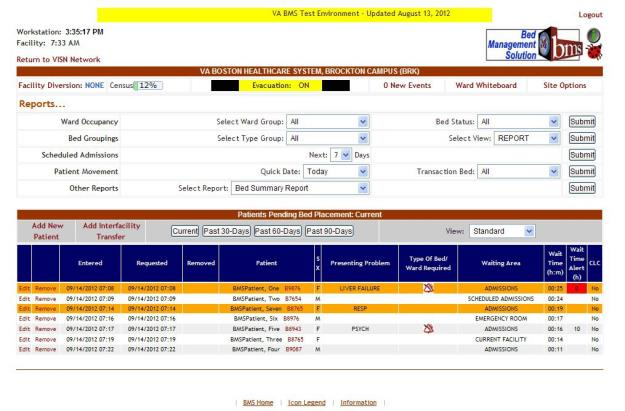 VA BMS Test Environment - Updated August 13, 2012
Logout
Workstation: 3:35:17 PM
Facility: 7:33 AM
Bed Management Solution bms
Return to VISN Network
VA BOSTON HEALTHCARE SYSTEM, BROCKTON CAMPUS (BRK)
Facility Diversion: NONE Census 12% Evacuation: ON 0 New Events Ward Whiteboard Site Options
Reports...
Ward Occupancy Select Ward Group: All Bed Status: All Submit
Bed Groupings Select Type Group: All Select View: REPORT Submit
Scheduled Admissions Next: 7 Days Submit
Patient Movement Quick Date: Today Transaction Bed: All Submit
Other Reports Select Report: Bed Summary Report Submit
Patients Pending Bed Placement: Current
Add New Patient Add Interfacility Transfer Current Past 30-Days Past 60-Days Past 90-Days View: Standard
Entered Requested Removed Patient SX Presenting Problem Type Of Bed/ Ward Required Waiting Area Wait Time (h:m) Wait Time Alert (h) CLC
Edit Remove 09/14/2012 07:08 09/14/2012 07:08 BMSPatient, One B9876 F LIVER FAILURE ADMISSIONS 00:25 0 No
Edit Remove 09/14/2012 07:09 09/14/2012 07:09 BMSPatient, Two B7654 M SCHEDULED ADMISSIONS 00:24 No
Edit Remove 09/14/2012 07:14 09/14/2012 07:14 BMSPatient, Seven B8765 F RESP ADMISSIONS 00:19 No
Edit Remove 09/14/2012 07:16 09/14/2012 07:16 BMSPatient, Six B8976 M EMERGENCY ROOM 00:17 No
Edit Remove 09/14/2012 07:17 09/14/2012 07:17 BMSPatient, Five B8943 F PSYCH ADMISSIONS 00:16 10 No
Edit Remove 09/14/2012 07:19 09/14/2012 07:19 BMSPatient, Three B8765 F CURRENT FACILITY 00:14 No
Edit Remove 09/14/2012 07:22 09/14/2012 07:22 BMSPatient, Four B9087 M ADMISSIONS 00:11 No
| BMS Home | Icon Legend | Information |